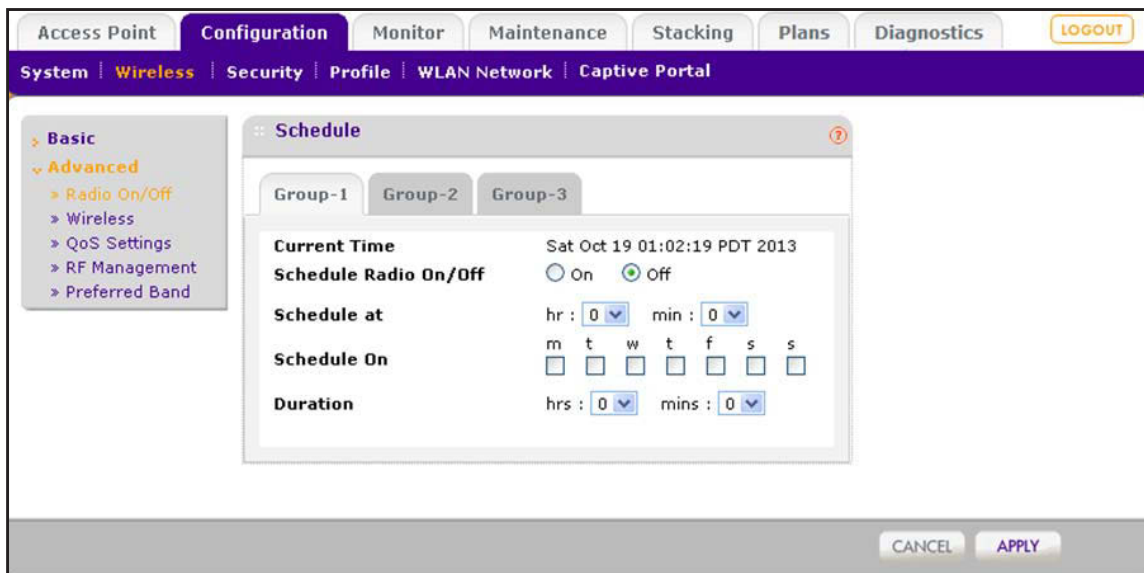 Access Point Configuration Monitor Maintenance Stacking Plans Diagnostics LOGOUT
System Wireless Security Profile WLAN Network Captive Portal
Basic
Advanced
» Radio On/Off
» Wireless
» QoS Settings
» RF Management
» Preferred Band
Schedule ?
Group-1 Group-2 Group-3
Current Time Sat Oct 19 01:02:19 PDT 2013
Schedule Radio On/Off On Off
Schedule at hr : 0 min : 0
m t w t f s s
Schedule On
Duration hrs : 0 mins : 0
CANCEL APPLY